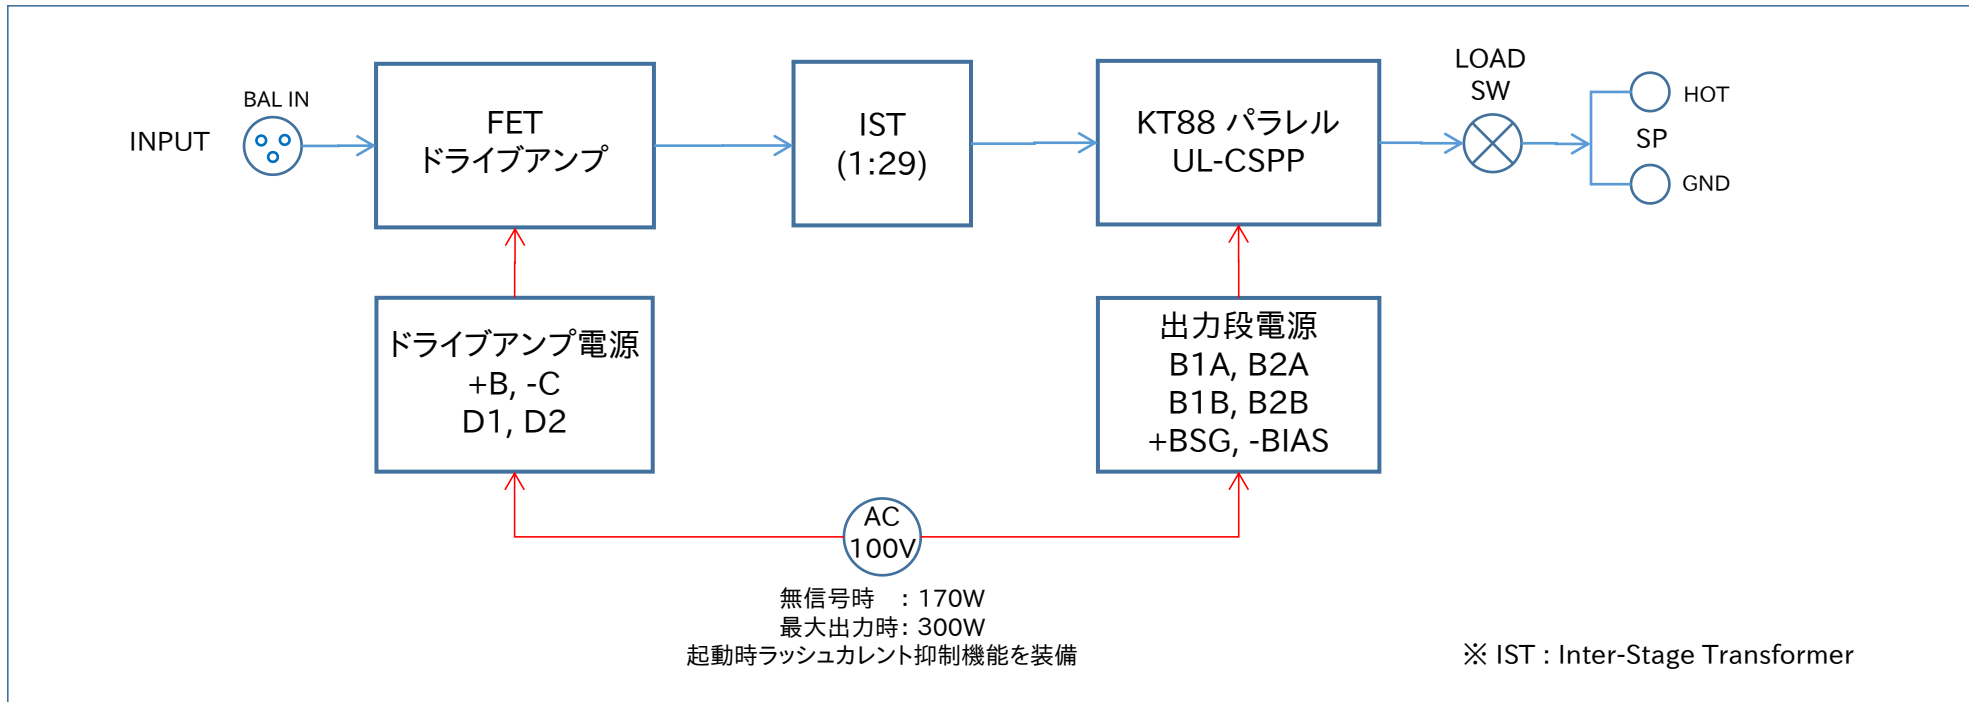 INPUT
BAL IN
FET
ドライブアンプ
IST
(1:29)
KT88 パラレル
UL-CSPP
LOAD
SW
HOT
SP
GND
ドライブアンプ電源
+B, -C
D1, D2
出力段電源
B1A, B2A
B1B, B2B
+BSG, -BIAS
AC
100V
無信号時 : 170W
最大出力時: 300W
起動時ラッシュカレント抑制機能を装備
※ IST : Inter-Stage Transformer